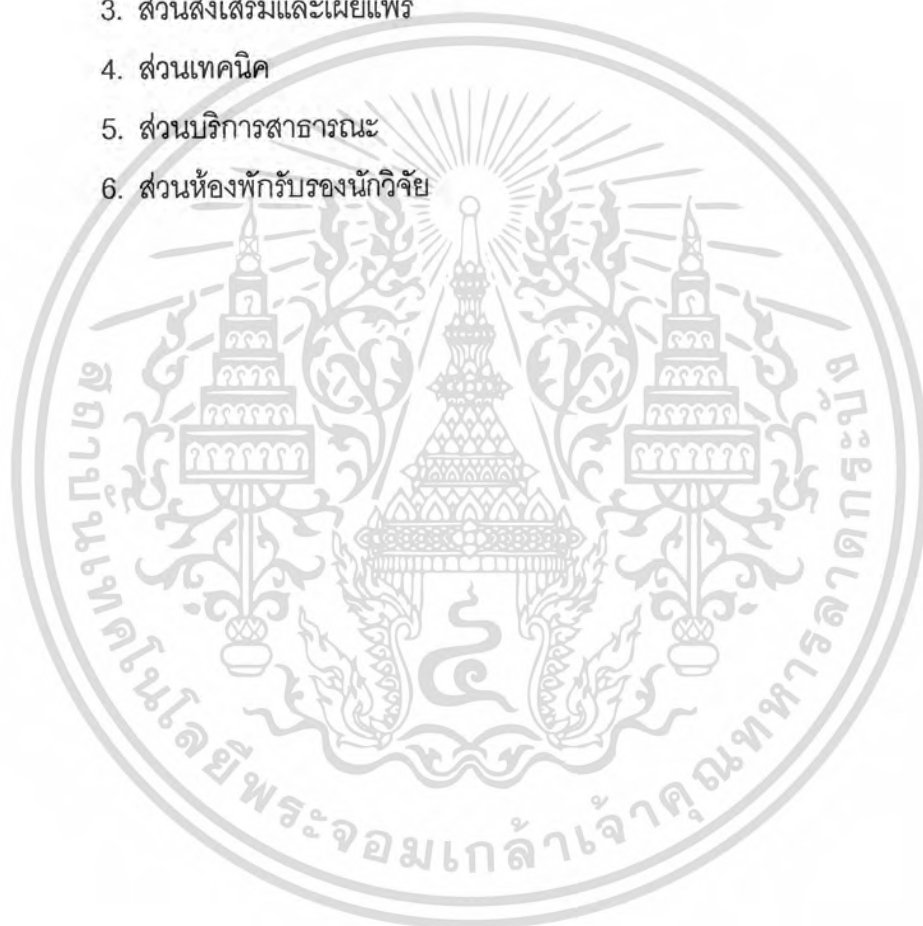 3. ส่วนส่งเสริมและเผยแพร่
4. ส่วนเทคนิค
5. ส่วนบริการสาธารณะ
6. ส่วนห้องพักรับรองนักวิจัย
สถาบันเทคโนโลยีพระจอมเกล้าเจ้าคุณทหารลาดกระบัง
๔